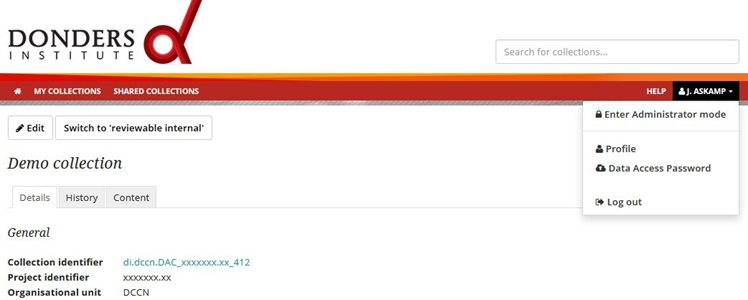 DONDERS
INSTITUTE
Search for collections...
MY COLLECTIONS SHARED COLLECTIONS HELP J. ASKAMP
Enter Administrator mode
Profile
Data Access Password
Log out
Edit Switch to 'reviewable internal'
Demo collection
Details History Content
General
Collection identifier di.dccn.DAC_xxxxxxx.xx_412
Project identifier xxxxxxx.xx
Organisational unit DCCN